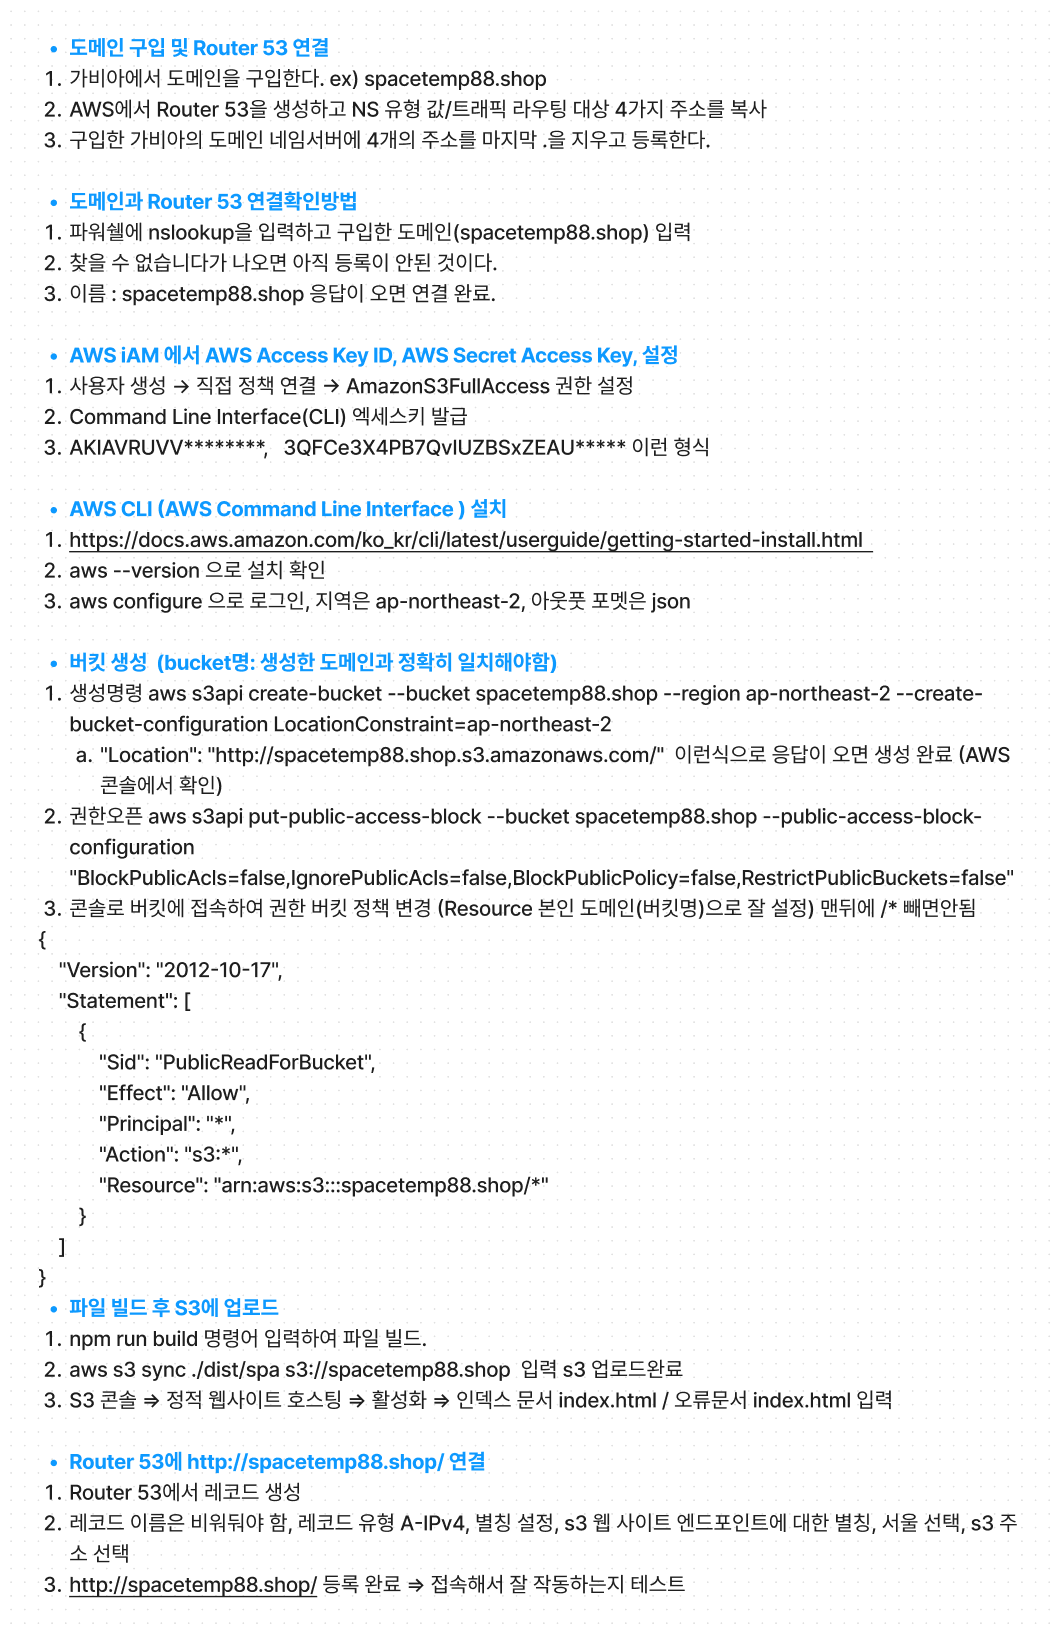 • 도메인 구입 및 Router 53 연결
1. 가비아에서 도메인을 구입한다. ex) spacetemp88.shop
2. AWS에서 Router 53을 생성하고 NS 유형 값/트래픽 라우팅 대상 4가지 주소를 복사
3. 구입한 가비아의 도메인 네임서버에 4개의 주소를 마지막 .을 지우고 등록한다.
• 도메인과 Router 53 연결확인방법
1. 파워쉘에 nslookup을 입력하고 구입한 도메인(spacetemp88.shop) 입력
2. 찾을 수 없습니다가 나오면 아직 등록이 안된 것이다.
3. 이름 : spacetemp88.shop 응답이 오면 연결 완료.
• AWS iAM 에서 AWS Access Key ID, AWS Secret Access Key, 설정
1. 사용자 생성 → 직접 정책 연결 → AmazonS3FullAccess 권한 설정
2. Command Line Interface(CLI) 엑세스키 발급
3. AKIAVRUVV********, 3QFCe3X4PB7QvIUZBSxZEAU***** 이런 형식
• AWS CLI (AWS Command Line Interface ) 설치
1. https://docs.aws.amazon.com/ko_kr/cli/latest/userguide/getting-started-install.html
2. aws --version 으로 설치 확인
3. aws configure 으로 로그인, 지역은 ap-northeast-2, 아웃풋 포멧은 json
• 버킷 생성 (bucket명: 생성한 도메인과 정확히 일치해야함)
1. 생성명령 aws s3api create-bucket --bucket spacetemp88.shop --region ap-northeast-2 --create-
bucket-configuration LocationConstraint=ap-northeast-2
a. "Location": "http://spacetemp88.shop.s3.amazonaws.com/" 이런식으로 응답이 오면 생성 완료 (AWS
콘솔에서 확인)
2. 권한오픈 aws s3api put-public-access-block --bucket spacetemp88.shop --public-access-block-
configuration
"BlockPublicAcls=false,IgnorePublicAcls=false,BlockPublicPolicy=false,RestrictPublicBuckets=false"
3. 콘솔로 버킷에 접속하여 권한 버킷 정책 변경 (Resource 본인 도메인(버킷명)으로 잘 설정) 맨뒤에 /* 빼면안됨
{
"Version": "2012-10-17",
"Statement": [
{
"Sid": "PublicReadForBucket",
"Effect": "Allow",
"Principal": "*",
"Action": "s3:*",
"Resource": "arn:aws:s3:::spacetemp88.shop/*"
}
]
}
• 파일 빌드 후 S3에 업로드
1. npm run build 명령어 입력하여 파일 빌드.
2. aws s3 sync ./dist/spa s3://spacetemp88.shop 입력 s3 업로드완료
3. S3 콘솔 ⇒ 정적 웹사이트 호스팅 ⇒ 활성화 ⇒ 인덱스 문서 index.html / 오류문서 index.html 입력
• Router 53에 http://spacetemp88.shop/ 연결
1. Router 53에서 레코드 생성
2. 레코드 이름은 비워둬야 함, 레코드 유형 A-IPv4, 별칭 설정, s3 웹 사이트 엔드포인트에 대한 별칭, 서울 선택, s3 주
소 선택
3. http://spacetemp88.shop/ 등록 완료 ⇒ 접속해서 잘 작동하는지 테스트